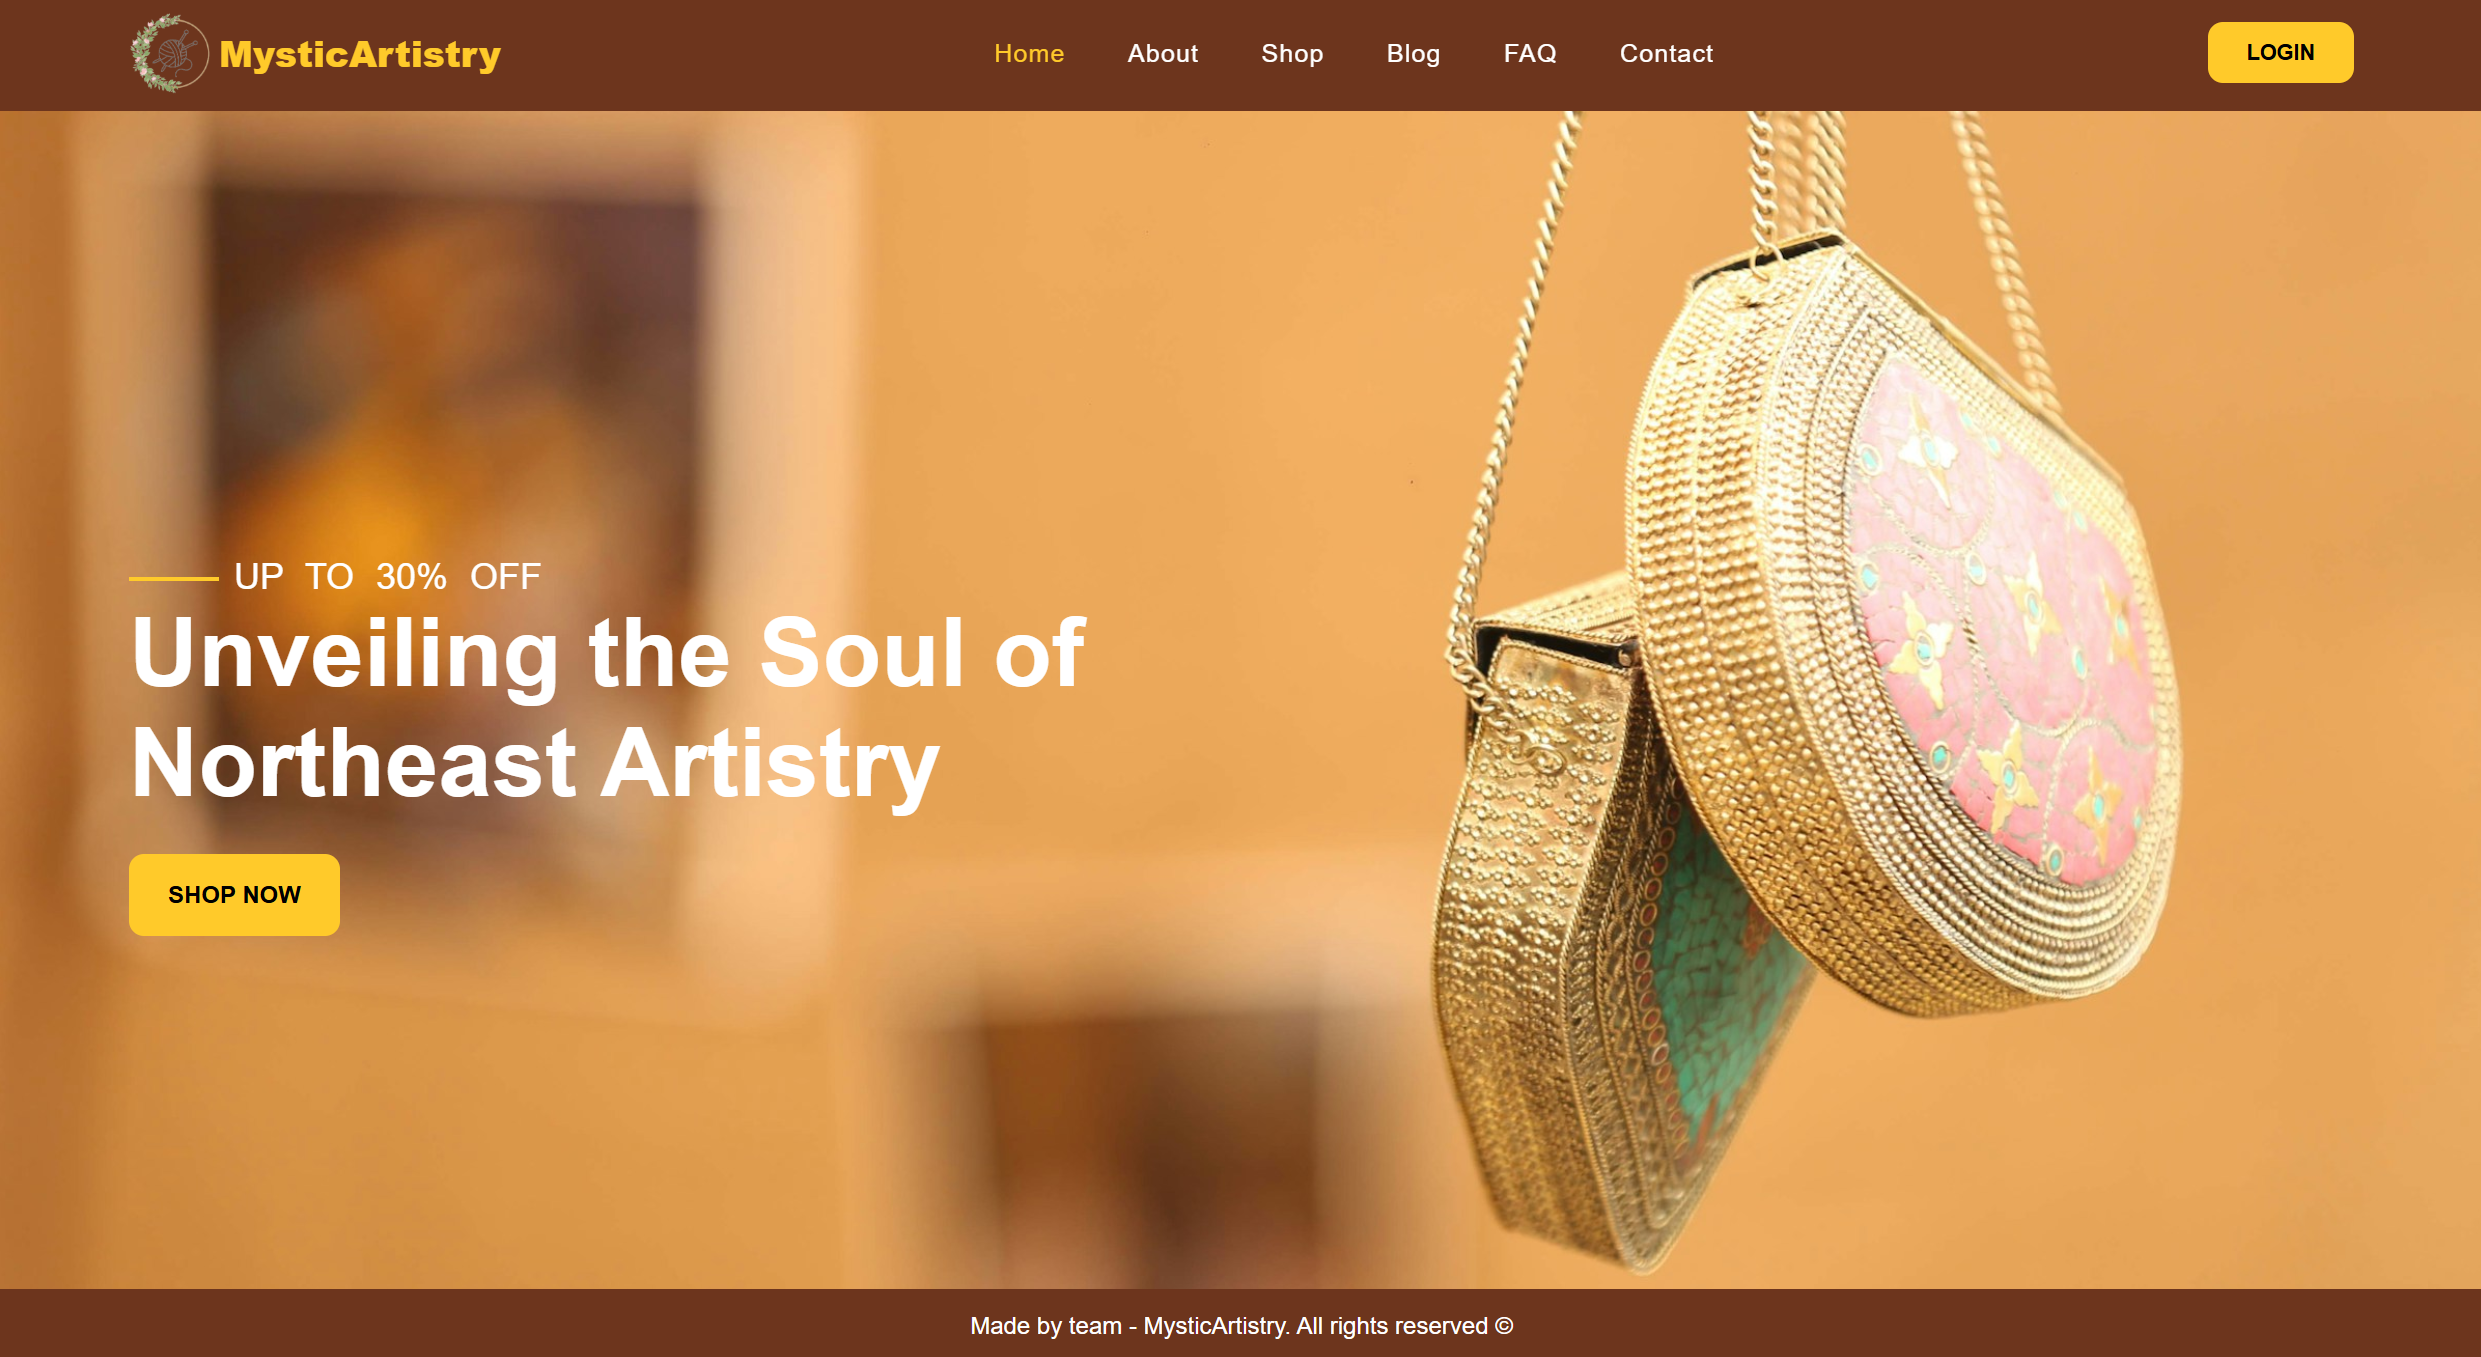 MysticArtistry
Home
About
Shop
Blog
FAQ
Contact
LOGIN
UP TO 30% OFF
Unveiling the Soul of
Northeast Artistry
SHOP NOW
Made by team - MysticArtistry. All rights reserved ©